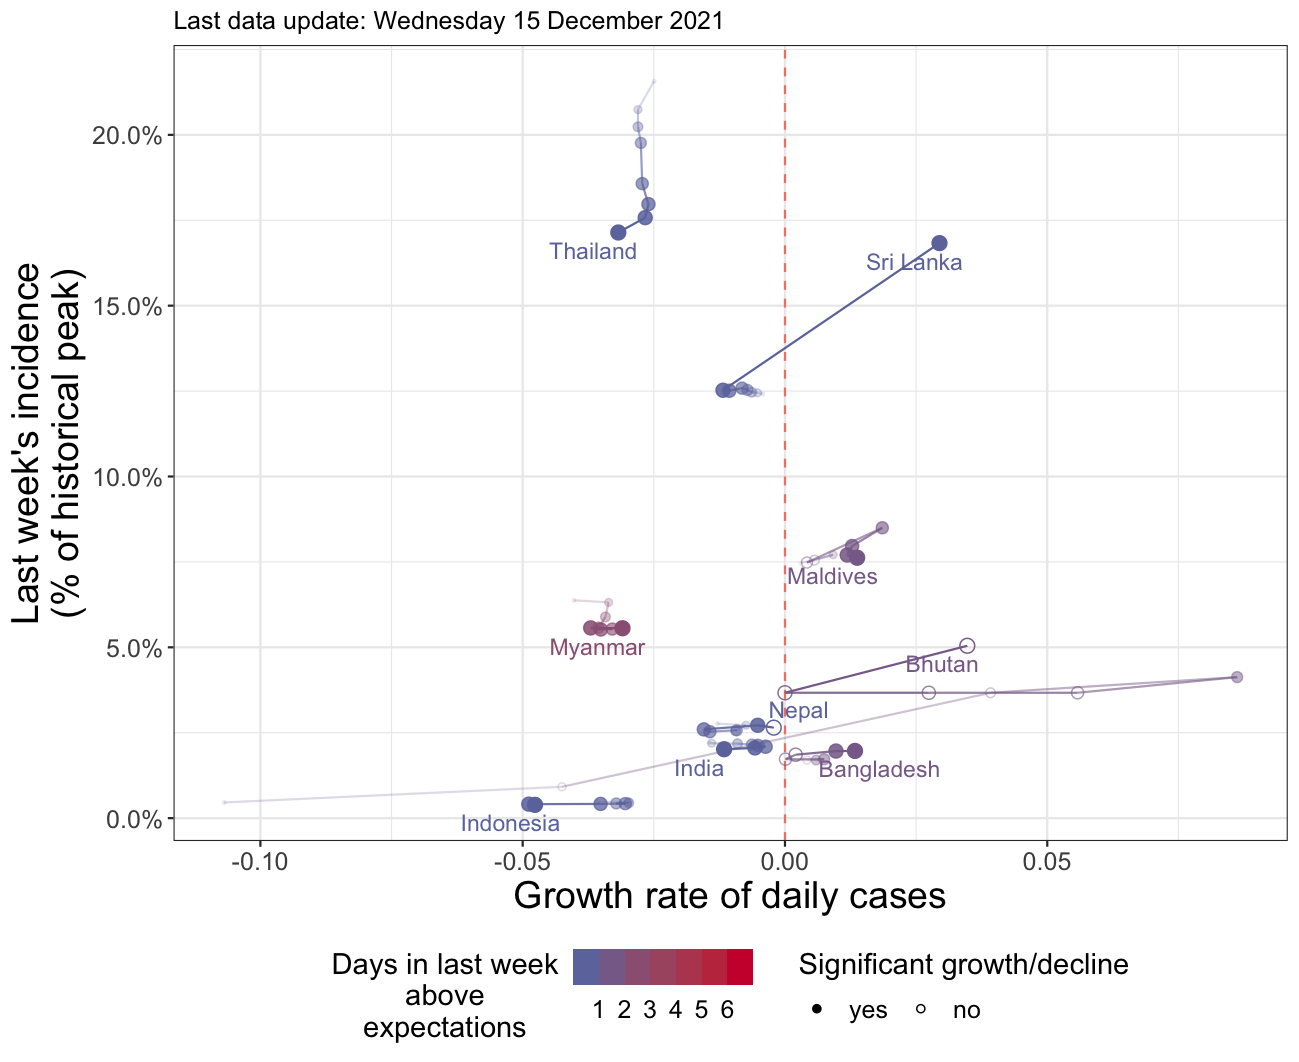 Last data update: Wednesday 15 December 2021
Last week's incidence
(% of historical peak)
20.0%
15.0%
10.0%
5.0%
0.0%
Thailand
Sri Lanka
Maldives
Myanmar
Bhutan
Nepal
India
Bangladesh
Indonesia
-0.10
-0.05
0.00
0.05
Growth rate of daily cases
Days in last week
above
expectations
1 2 3 4 5 6
Significant growth/decline
yes no